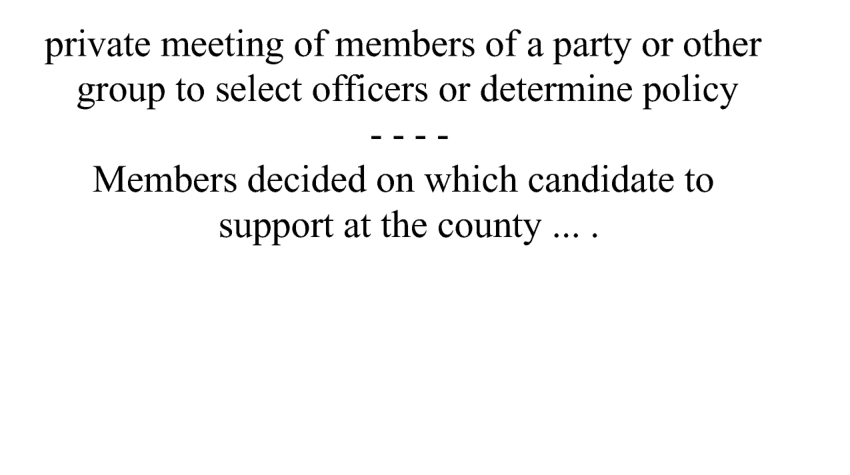 private meeting of members of a party or other
group to select officers or determine policy
- - - -
Members decided on which candidate to
support at the county ... .